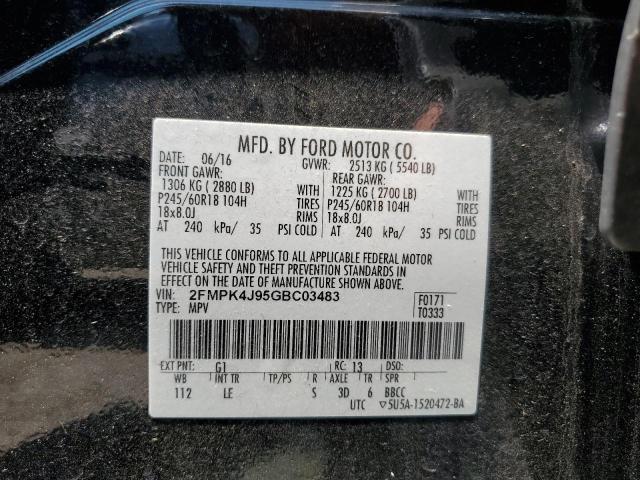 MFD. BY FORD MOTOR CO.
DATE: 06/16 GVWR: 2513 KG ( 5540 LB)
FRONT GAWR: REAR GAWR:
1306 KG ( 2880 LB) WITH 1225 KG ( 2700 LB) WITH
P245/60R18 104H TIRES P245/60R18 104H TIRES
18x8.0J RIMS 18x8.0J RIMS
AT 240 kPa/ 35 PSI COLD AT 240 kPa/ 35 PSI COLD
THIS VEHICLE CONFORMS TO ALL APPLICABLE FEDERAL MOTOR
VEHICLE SAFETY AND THEFT PREVENTION STANDARDS IN
EFFECT ON THE DATE OF MANUFACTURE SHOWN ABOVE.
VIN: 2FMPK4J95GBC03483 F0171
TYPE: MPV T0333
EXT PNT: G1 RC: 13 DSO:
WB INT TR TP/PS R AXLE TR SPR
112 LE S 3D 6 BBCC
UTC ▽5U5A-1520472-BA